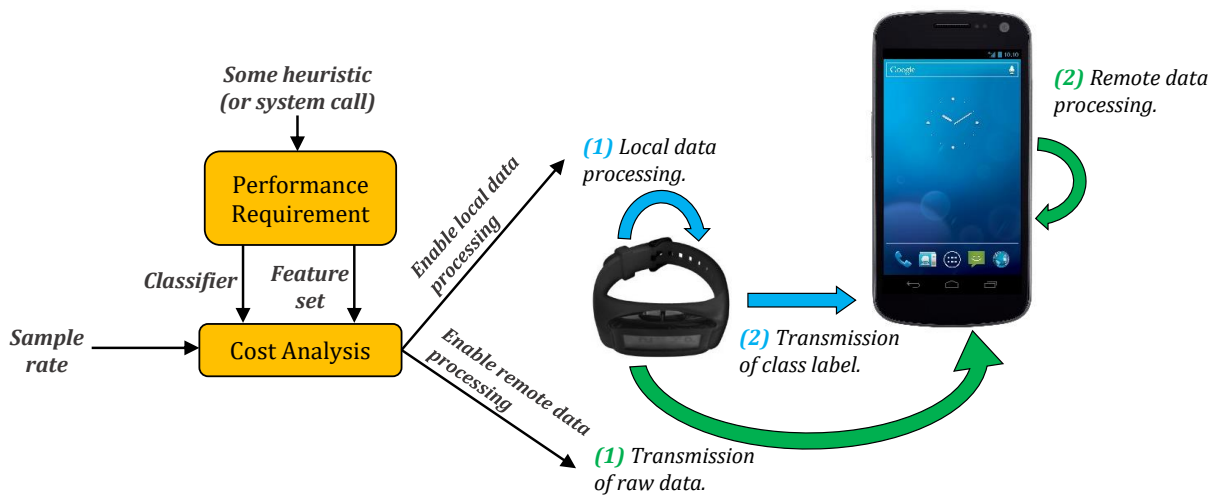 Some heuristic
(or system call)
Performance
Requirement
Classifier
Feature
set
Sample
rate
Cost Analysis
Enable local data
processing
Enable remote data
processing
(1) Local data
processing.
(2) Transmission
of class label.
(1) Transmission
of raw data.
10:10
Google
(2) Remote data
processing.